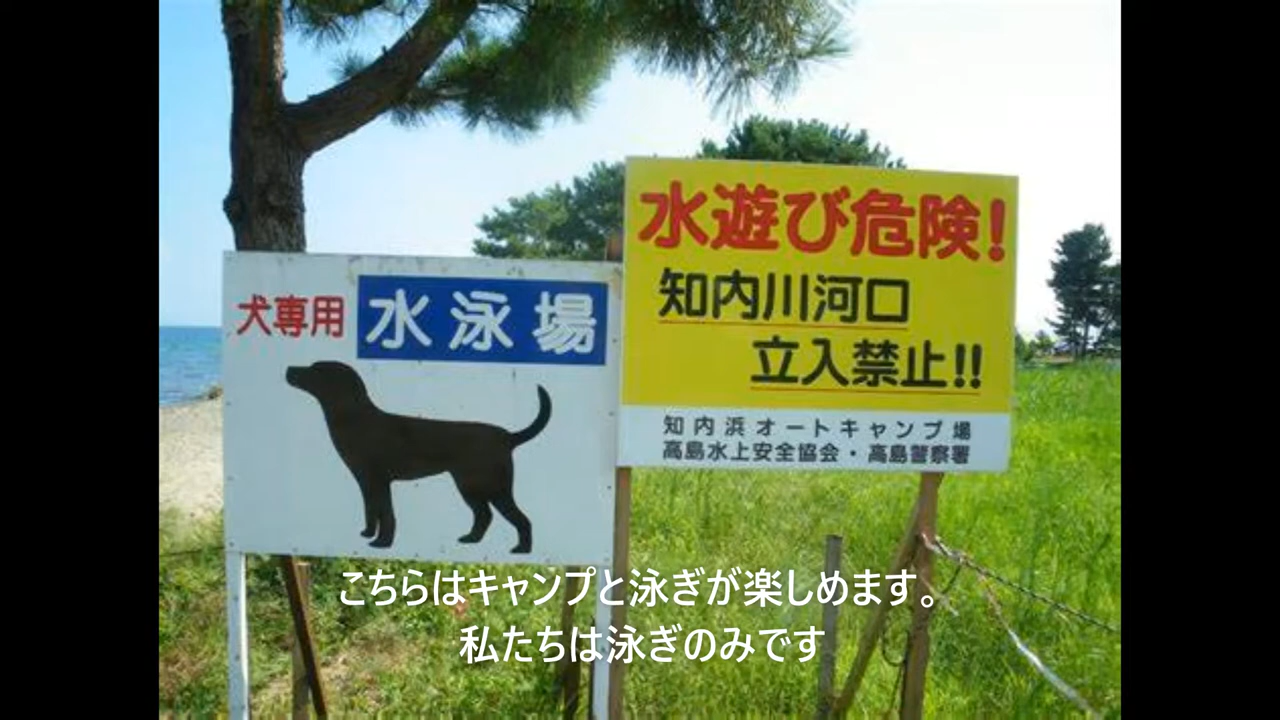 犬専用 水泳場
水遊び危険!
知内川河口
立入禁止!!
知内浜オートキャンプ場
高島水上安全協会・高島警察署
こちらはキャンプと泳ぎが楽しめます。
私たちは泳ぎのみです